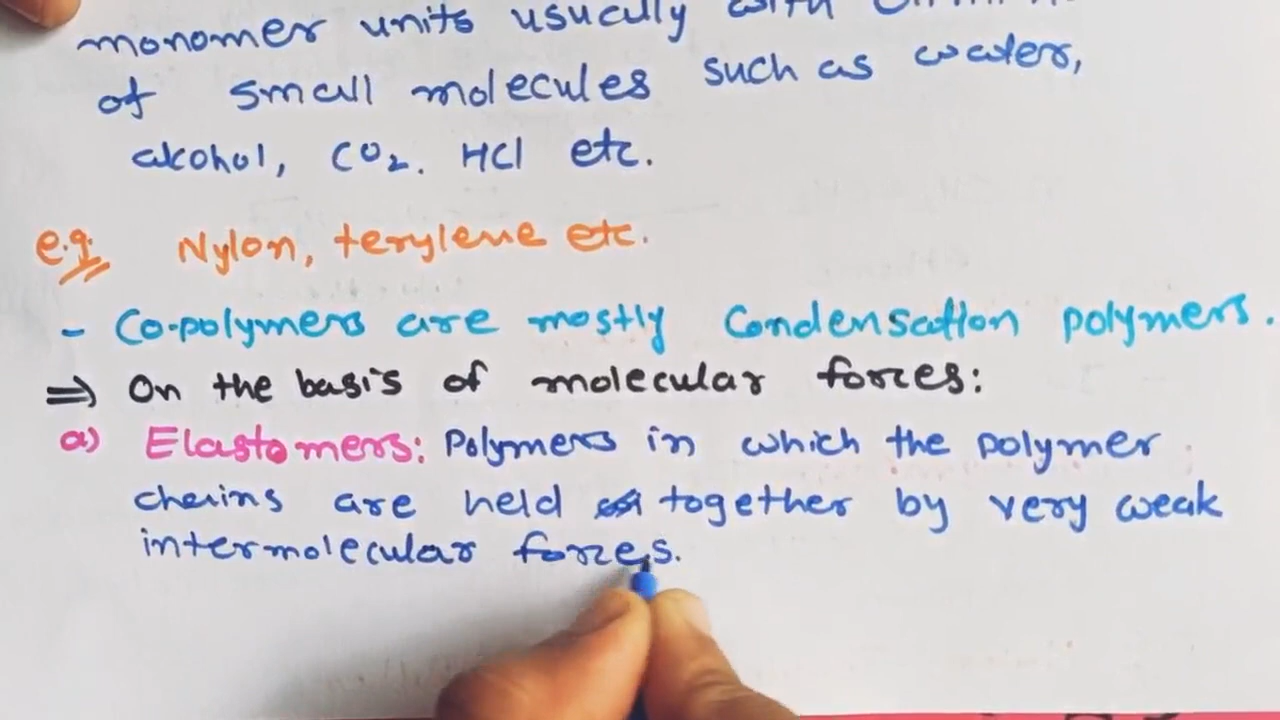 monomer units usually with
of small molecules such as waters,
alcohol, CO₂. HCl etc.
e.g. Nylon, terylene etc.
- Co-polymers are mostly Condensation polymers.
⇒ On the basis of molecular forces:
a) Elastomers: Polymers in which the polymer
chains are held together by very weak
intermolecular forces.